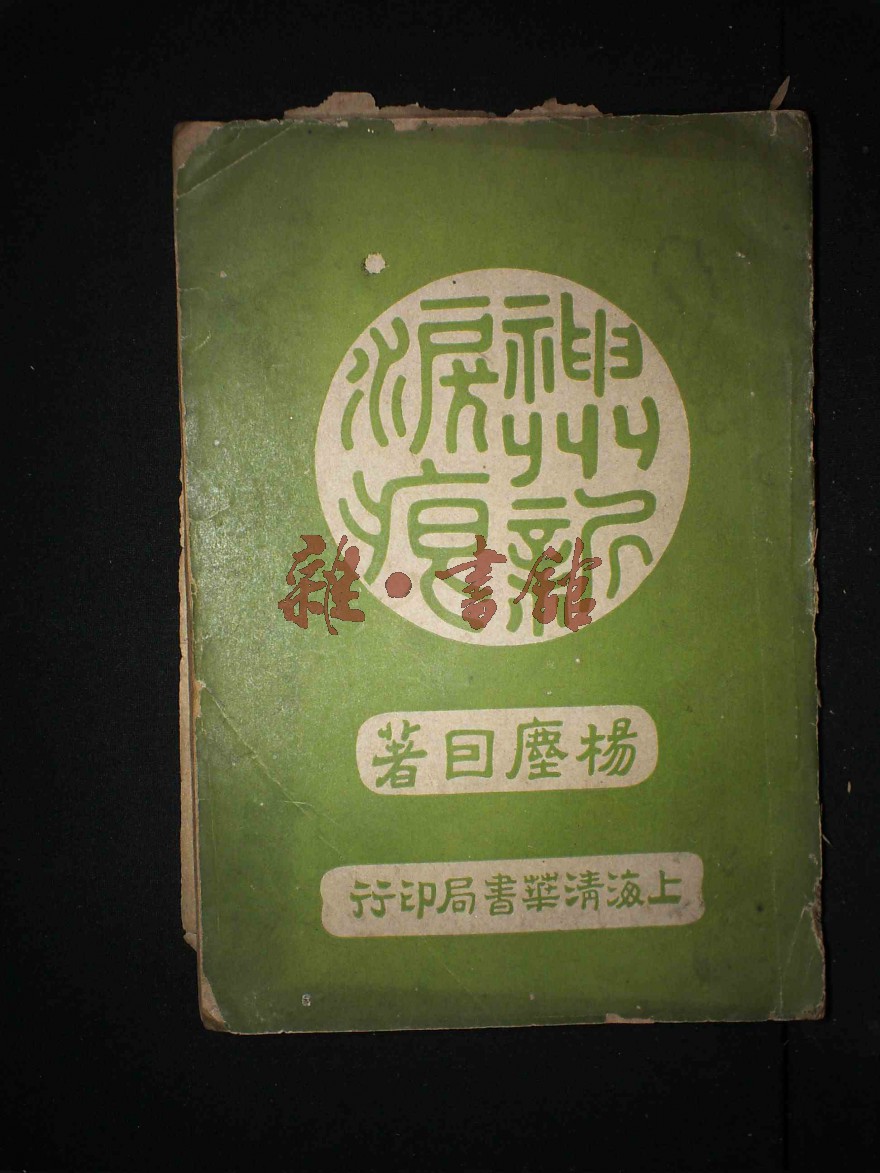 神州新
淚痕
雜·書館
楊塵囙著
上海清華書局印行